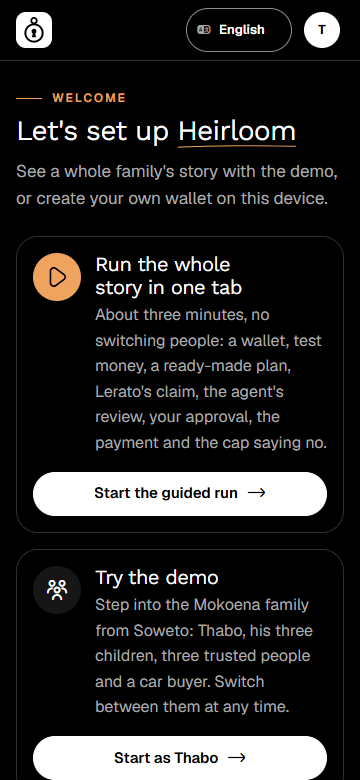 English
T
WELCOME
Let's set up Heirloom
See a whole family's story with the demo,
or create your own wallet on this device.
Run the whole
story in one tab
About three minutes, no
switching people: a wallet, test
money, a ready-made plan,
Lerato's claim, the agent's
review, your approval, the
payment and the cap saying no.
Start the guided run
Try the demo
Step into the Mokoena family
from Soweto: Thabo, his three
children, three trusted people
and a car buyer. Switch
between them at any time.
Start as Thabo